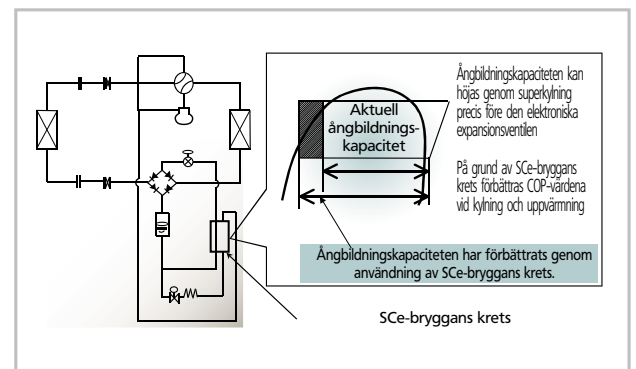 Aktuell
ångbildnings-
kapacitet
Ångbildningskapaciteten kan
höjas genom superkylning
precis före den elektroniska
expansionsventilen
På grund av SCe-bryggans
krets förbättras COP-värdena
vid kylning och uppvärmning
Ångbildningskapaciteten har förbättrats genom
användning av SCe-bryggans krets.
SCe-bryggans krets